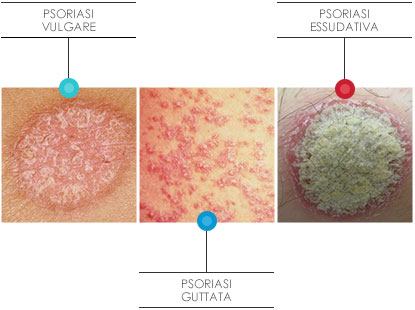 PSORIASI
VULGARE
PSORIASI
ESSUDATIVA
PSORIASI
GUTTATA